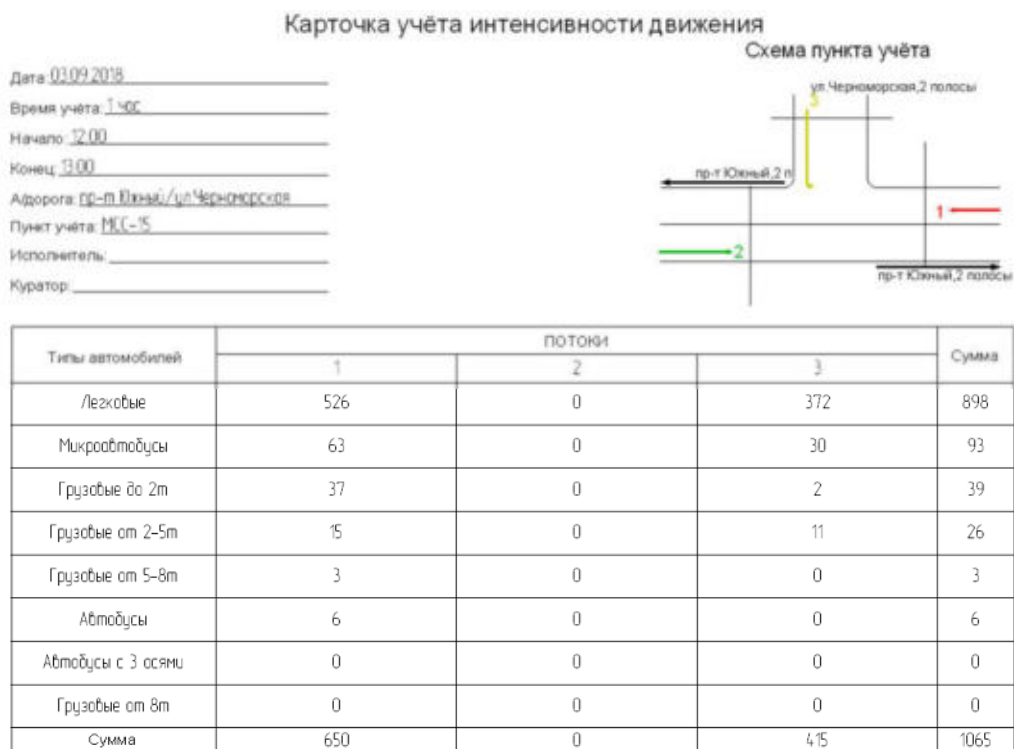 Карточка учёта интенсивности движения
Схема пункта учёта
Дата: 03.09.2018
Время учёта: 1 час
Начало: 12.00
Конец: 13.00
А/дорога: пр-т Южный/ул.Черноморская
Пункт учёта: МСС-15
Исполнитель:
Куратор:
ул.Черноморская,2 полосы
3
пр-т Южный,2 п
1
2
пр-т Южный,2 полосы
Типы автомобилей ПОТОКИ Сумма
1 2 3
Легковые 526 0 372 898
Микроавтобусы 63 0 30 93
Грузовые до 2т 37 0 2 39
Грузовые от 2-5т 15 0 11 26
Грузовые от 5-8т 3 0 0 3
Автобусы 6 0 0 6
Автобусы с 3 осями 0 0 0 0
Грузовые от 8т 0 0 0 0
Сумма 650 0 415 1065